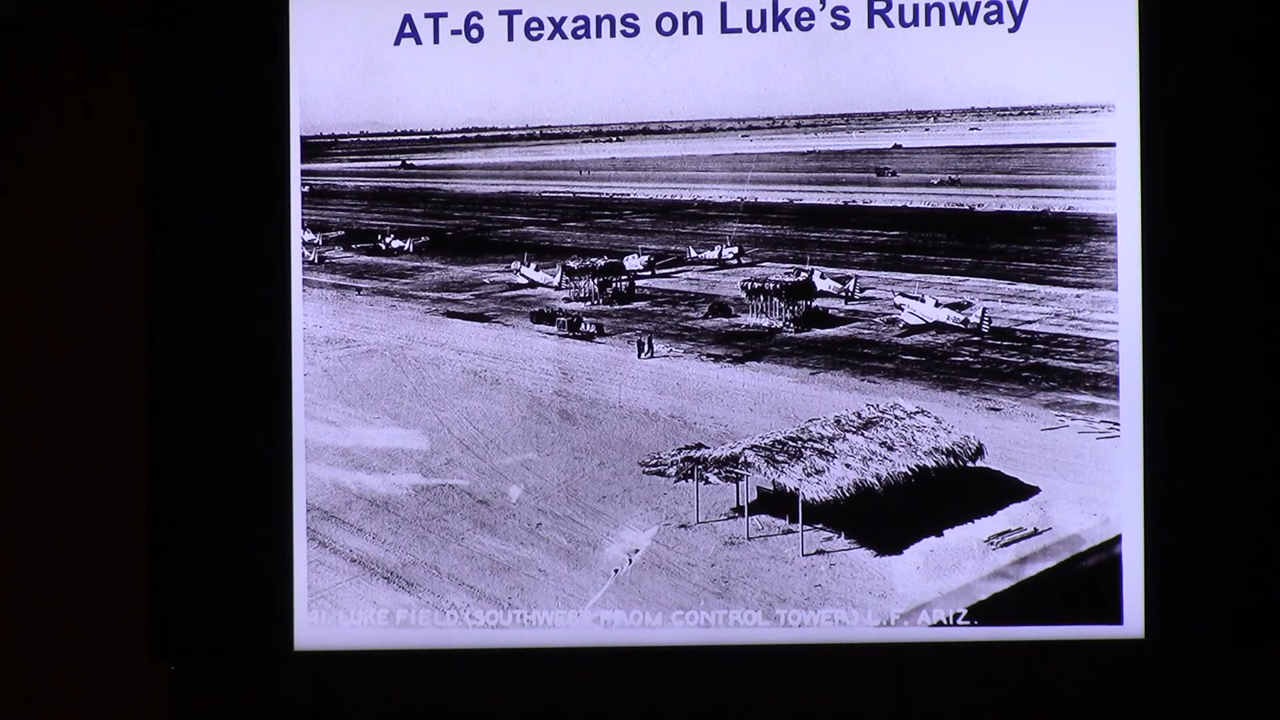 AT-6 Texans on Luke's Runway
LUKE FIELD (SOUTHWEST FROM CONTROL TOWER) L.F. ARIZ.